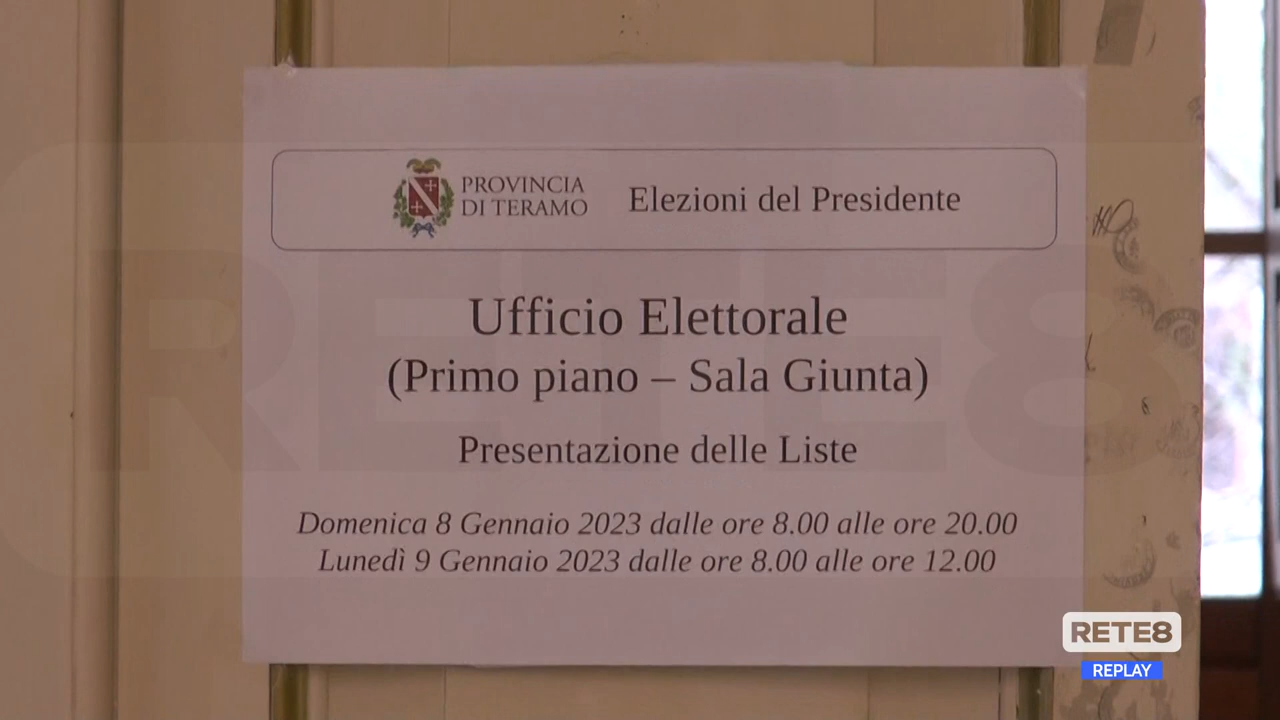 PROVINCIA
DI TERAMO
Elezioni del Presidente
Ufficio Elettorale
(Primo piano – Sala Giunta)
Presentazione delle Liste
Domenica 8 Gennaio 2023 dalle ore 8.00 alle ore 20.00
Lunedì 9 Gennaio 2023 dalle ore 8.00 alle ore 12.00
RETE8
RETE8
REPLAY